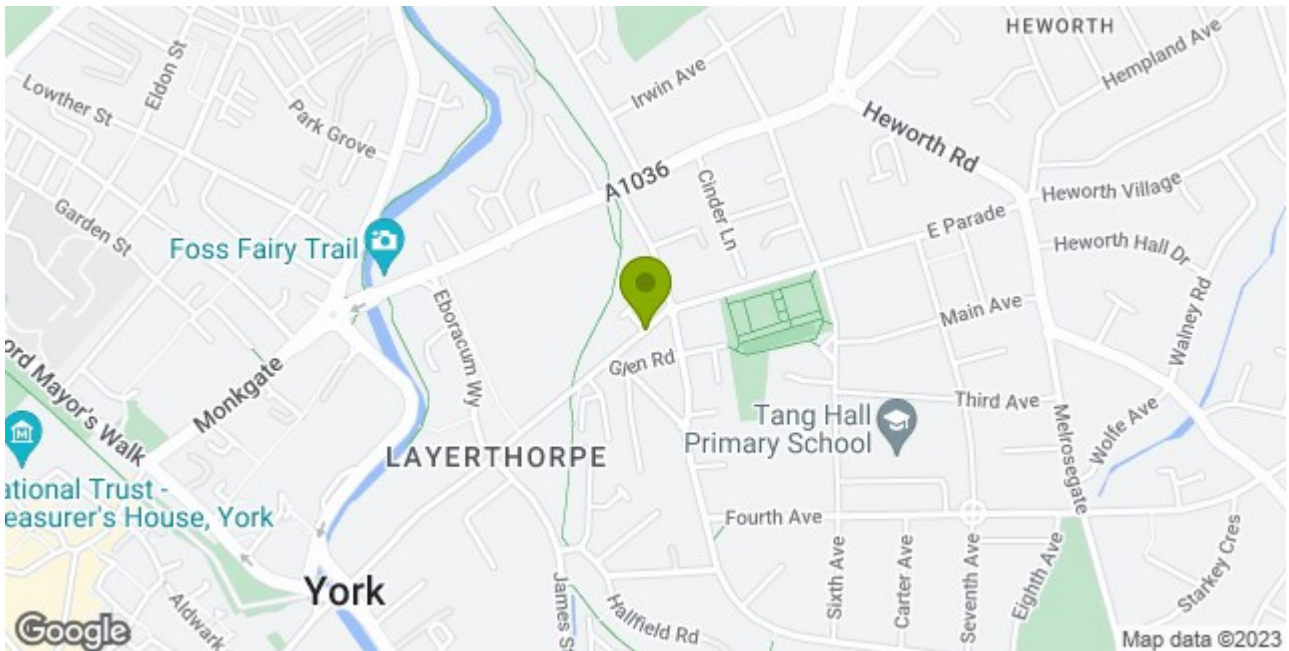 HEWORTH
Hempland Ave
Eldon St
Lowther St
Irwin Ave
Park Grove
Heworth Rd
A1036
Cinder Ln
Heworth Village
Garden St
E Parade
Foss Fairy Trail
Heworth Hall Dr
Eboracum Wy
Main Ave
Walney Rd
ord Mayor's Walk
Monkgate
Glen Rd
Third Ave
Tang Hall
Primary School
Melrosegate
Wolfe Ave
LAYERTHORPE
ational Trust -
easurer's House, York
Fourth Ave
Sixth Ave
Carter Ave
Seventh Ave
Eighth Ave
Starkey Cres
York
James St
Hallfield Rd
Aldwark
Google
Map data ©2023